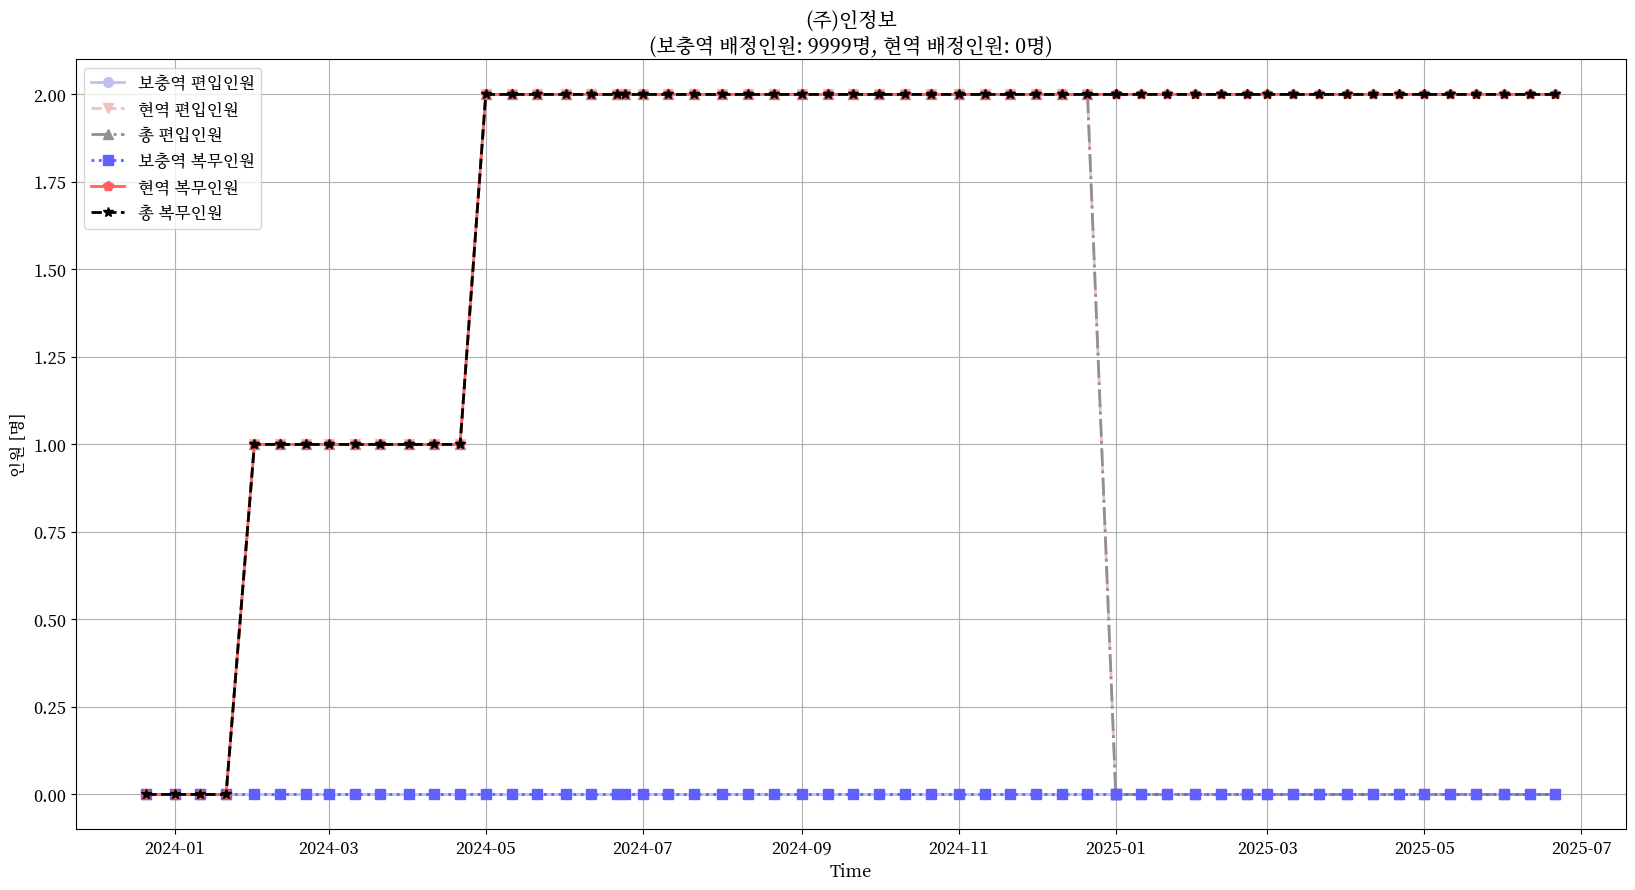 (주)인정보
(보충역 배정인원: 9999명, 현역 배정인원: 0명)
보충역 편입인원
현역 편입인원
총 편입인원
보충역 복무인원
현역 복무인원
총 복무인원
2.00
1.75
1.50
1.25
1.00
0.75
0.50
0.25
0.00
인원 [명]
2024-01 2024-03 2024-05 2024-07 2024-09 2024-11 2025-01 2025-03 2025-05 2025-07
Time